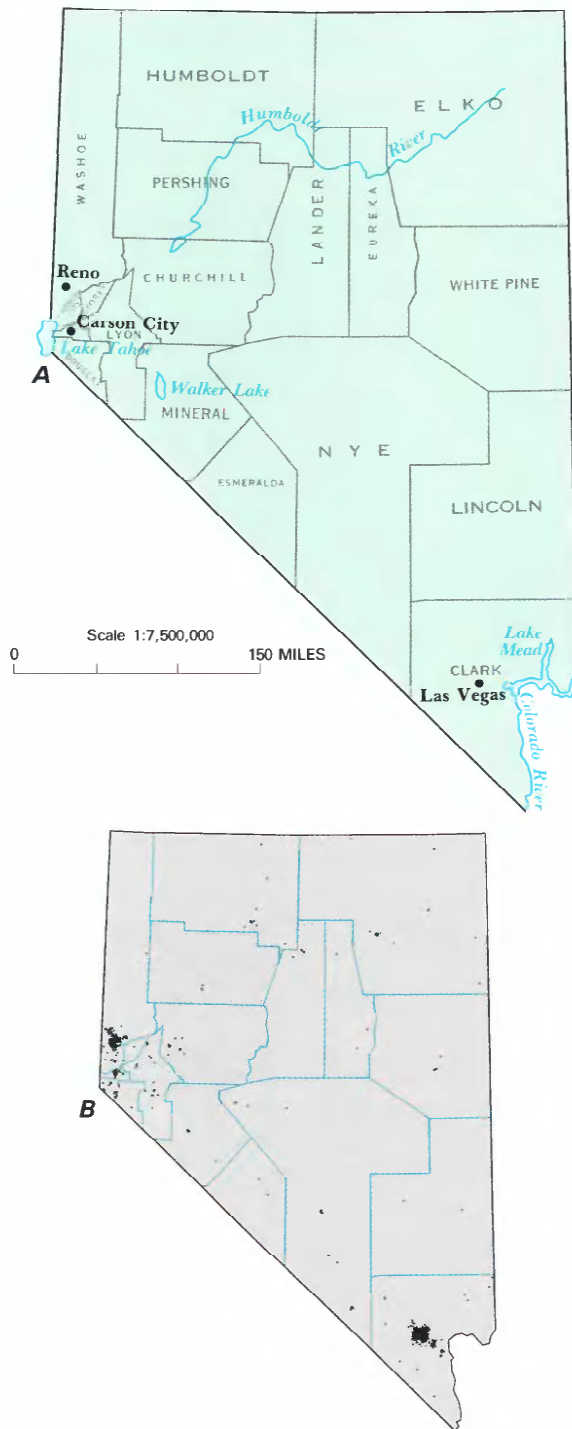 HUMBOLDT
ELKO
Humboldt
River
WASHOE
PERSHING
LANDER
EUREKA
Reno
CHURCHILL
WHITE PINE
Carson City
LYON
Lake Tahoe
DOUGLAS
A
Walker Lake
MINERAL
NYE
ESMERALDA
LINCOLN
Scale 1:7,500,000
0 150 MILES
Lake
Mead
CLARK
Las Vegas
Colorado River
B